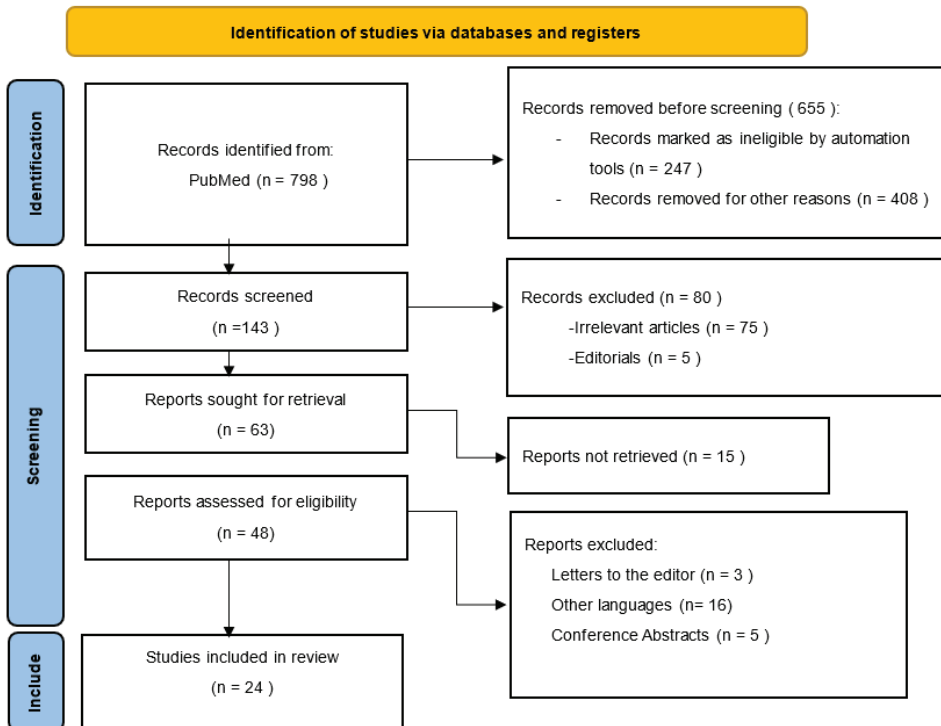 Identification of studies via databases and registers
Identification
Records identified from:
PubMed (n = 798 )
Records removed before screening ( 655 ):
- Records marked as ineligible by automation
tools (n = 247 )
- Records removed for other reasons (n = 408 )
Screening
Records screened
(n =143 )
Records excluded (n = 80 )
-Irrelevant articles (n = 75 )
-Editorials (n = 5 )
Reports sought for retrieval
(n = 63)
Reports not retrieved (n = 15 )
Reports assessed for eligibility
(n = 48)
Reports excluded:
Letters to the editor (n = 3 )
Other languages (n= 16)
Conference Abstracts (n = 5 )
Include
Studies included in review
(n = 24 )